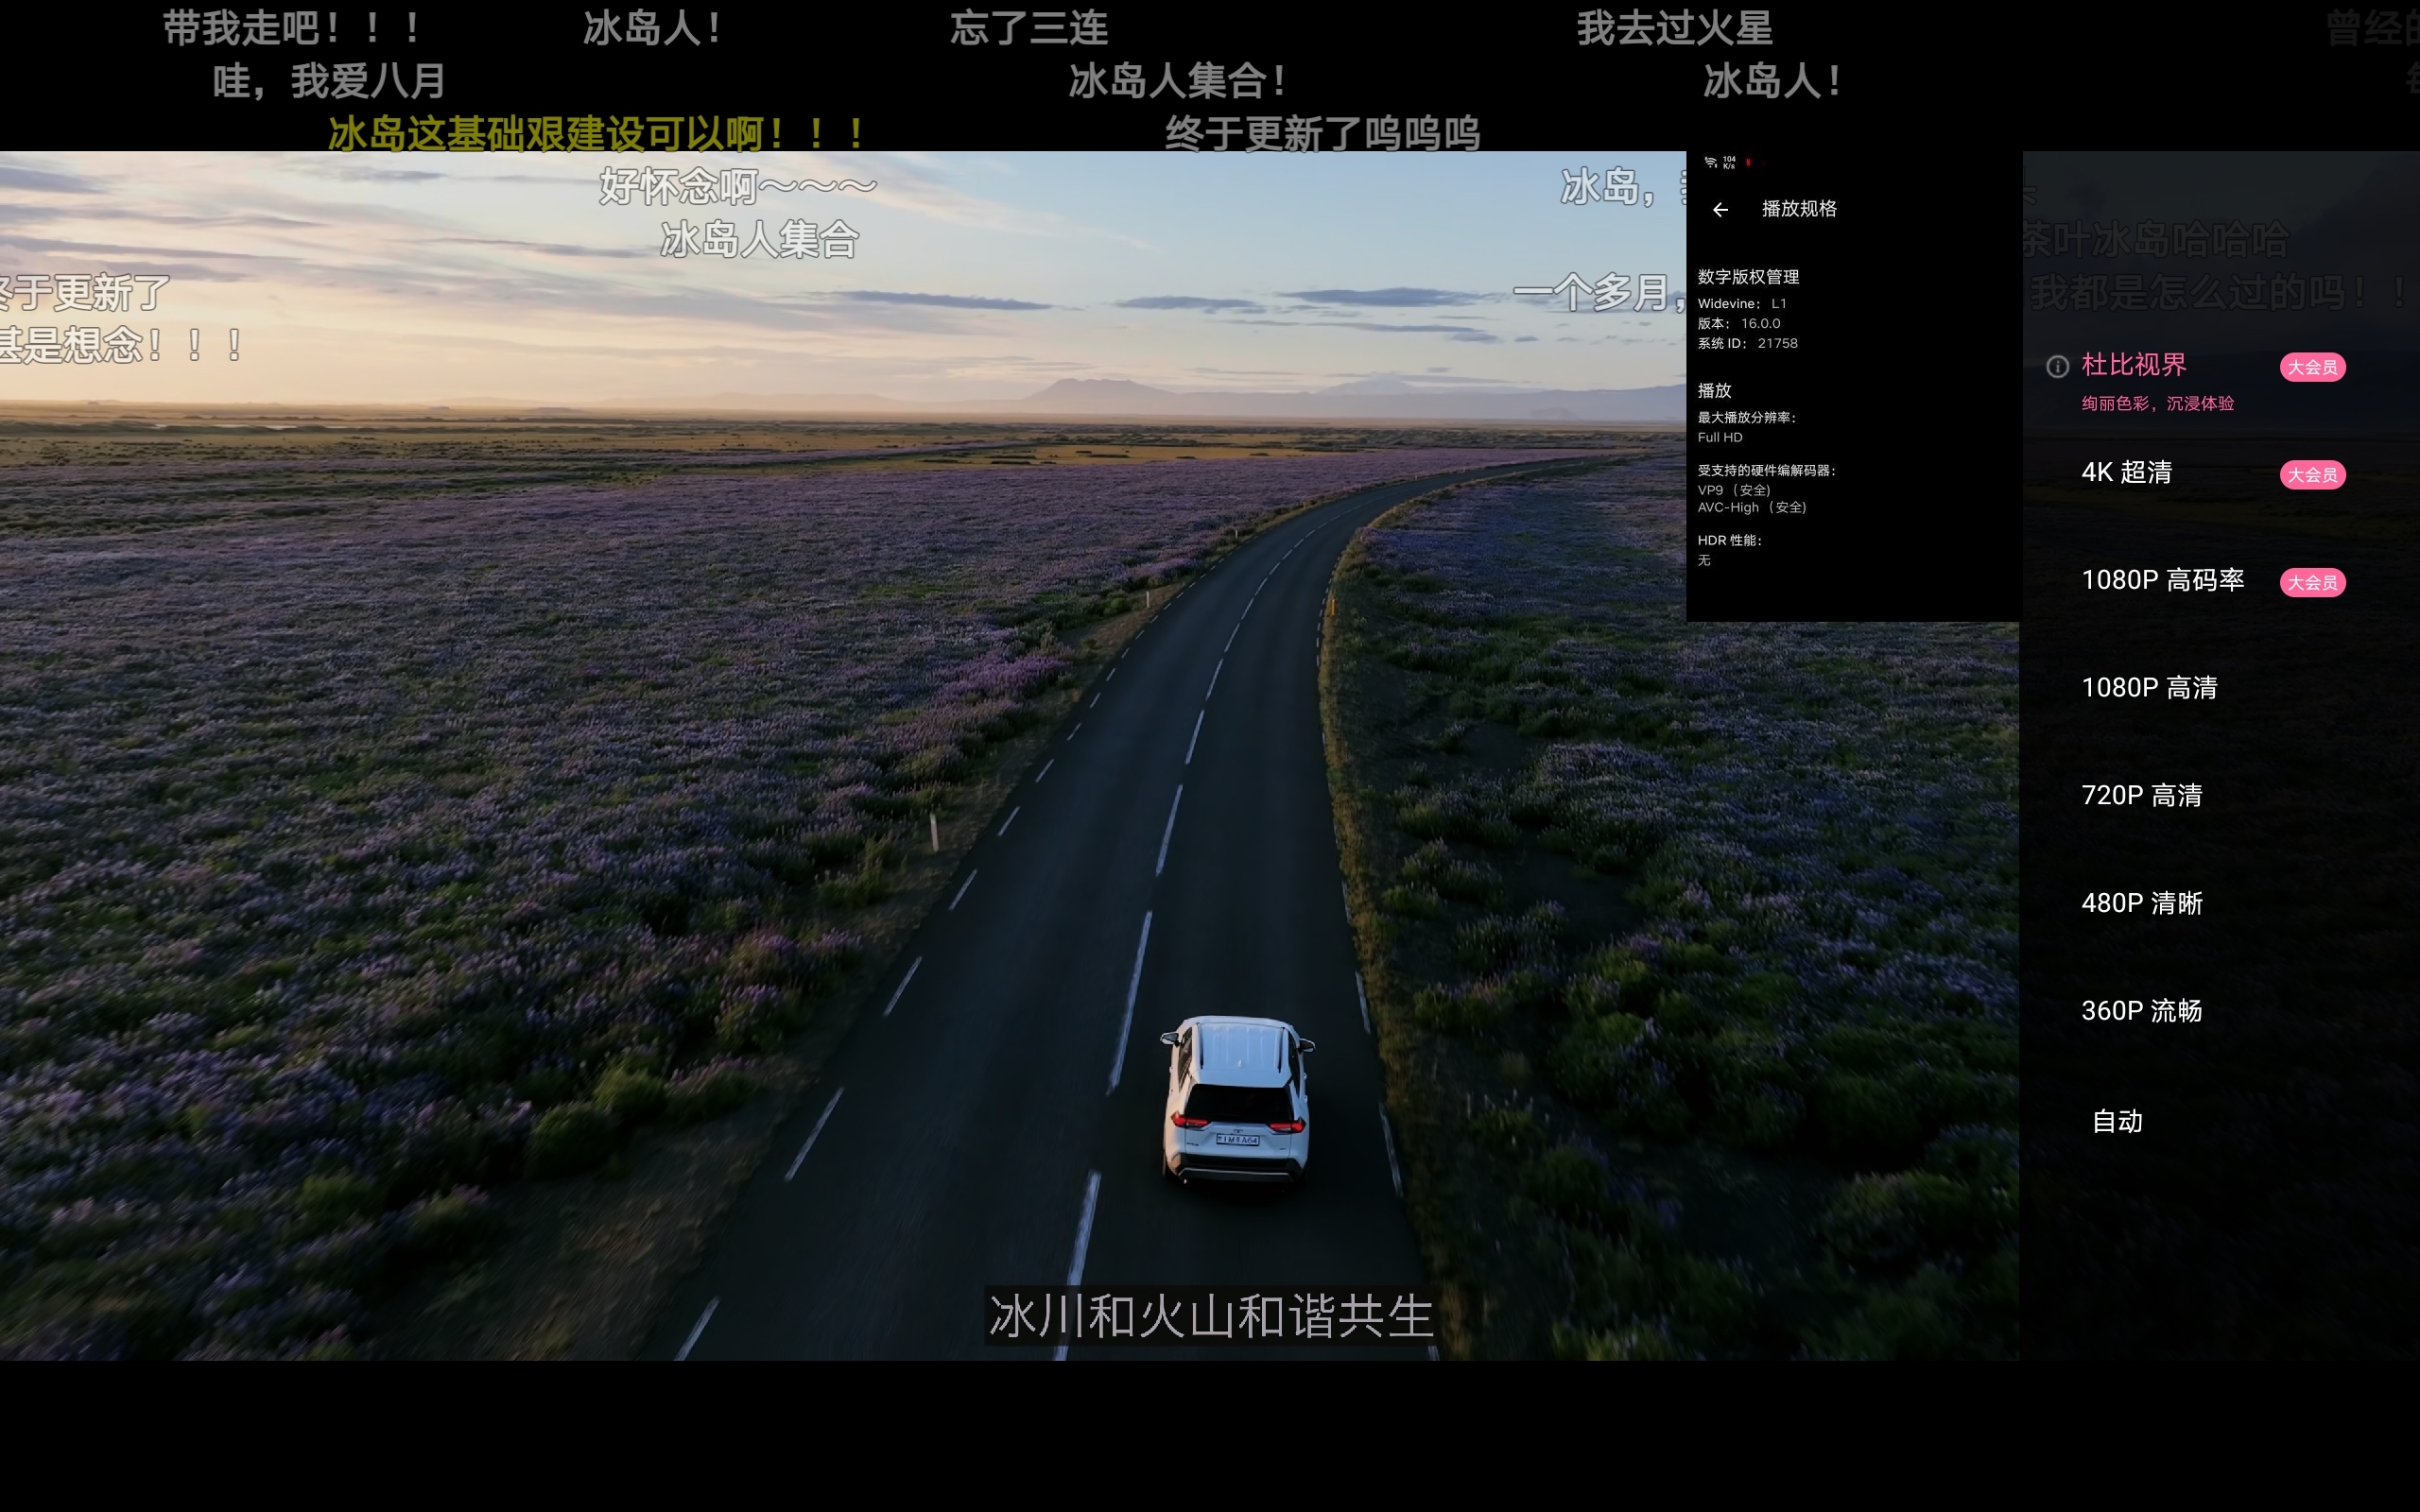 带我走吧！！！
冰岛人！
忘了三连
我去过火星
曾经
哇，我爱八月
冰岛人集合！
冰岛人！
冰岛这基础艰建设可以啊！！！
终于更新了呜呜呜
好怀念啊～～～
冰岛，
冰岛人集合
茶叶冰岛哈哈哈
终于更新了
一个多月，
我都是怎么过的吗！！
甚是想念！！！
104
K/s
播放规格
数字版权管理
Widevine： L1
版本： 16.0.0
系统 ID： 21758
播放
最大播放分辨率：
Full HD
受支持的硬件编解码器：
VP9 （安全）
AVC-High （安全）
HDR 性能：
无
杜比视界
大会员
绚丽色彩，沉浸体验
4K 超清
大会员
1080P 高码率
大会员
1080P 高清
720P 高清
480P 清晰
360P 流畅
自动
冰川和火山和谐共生